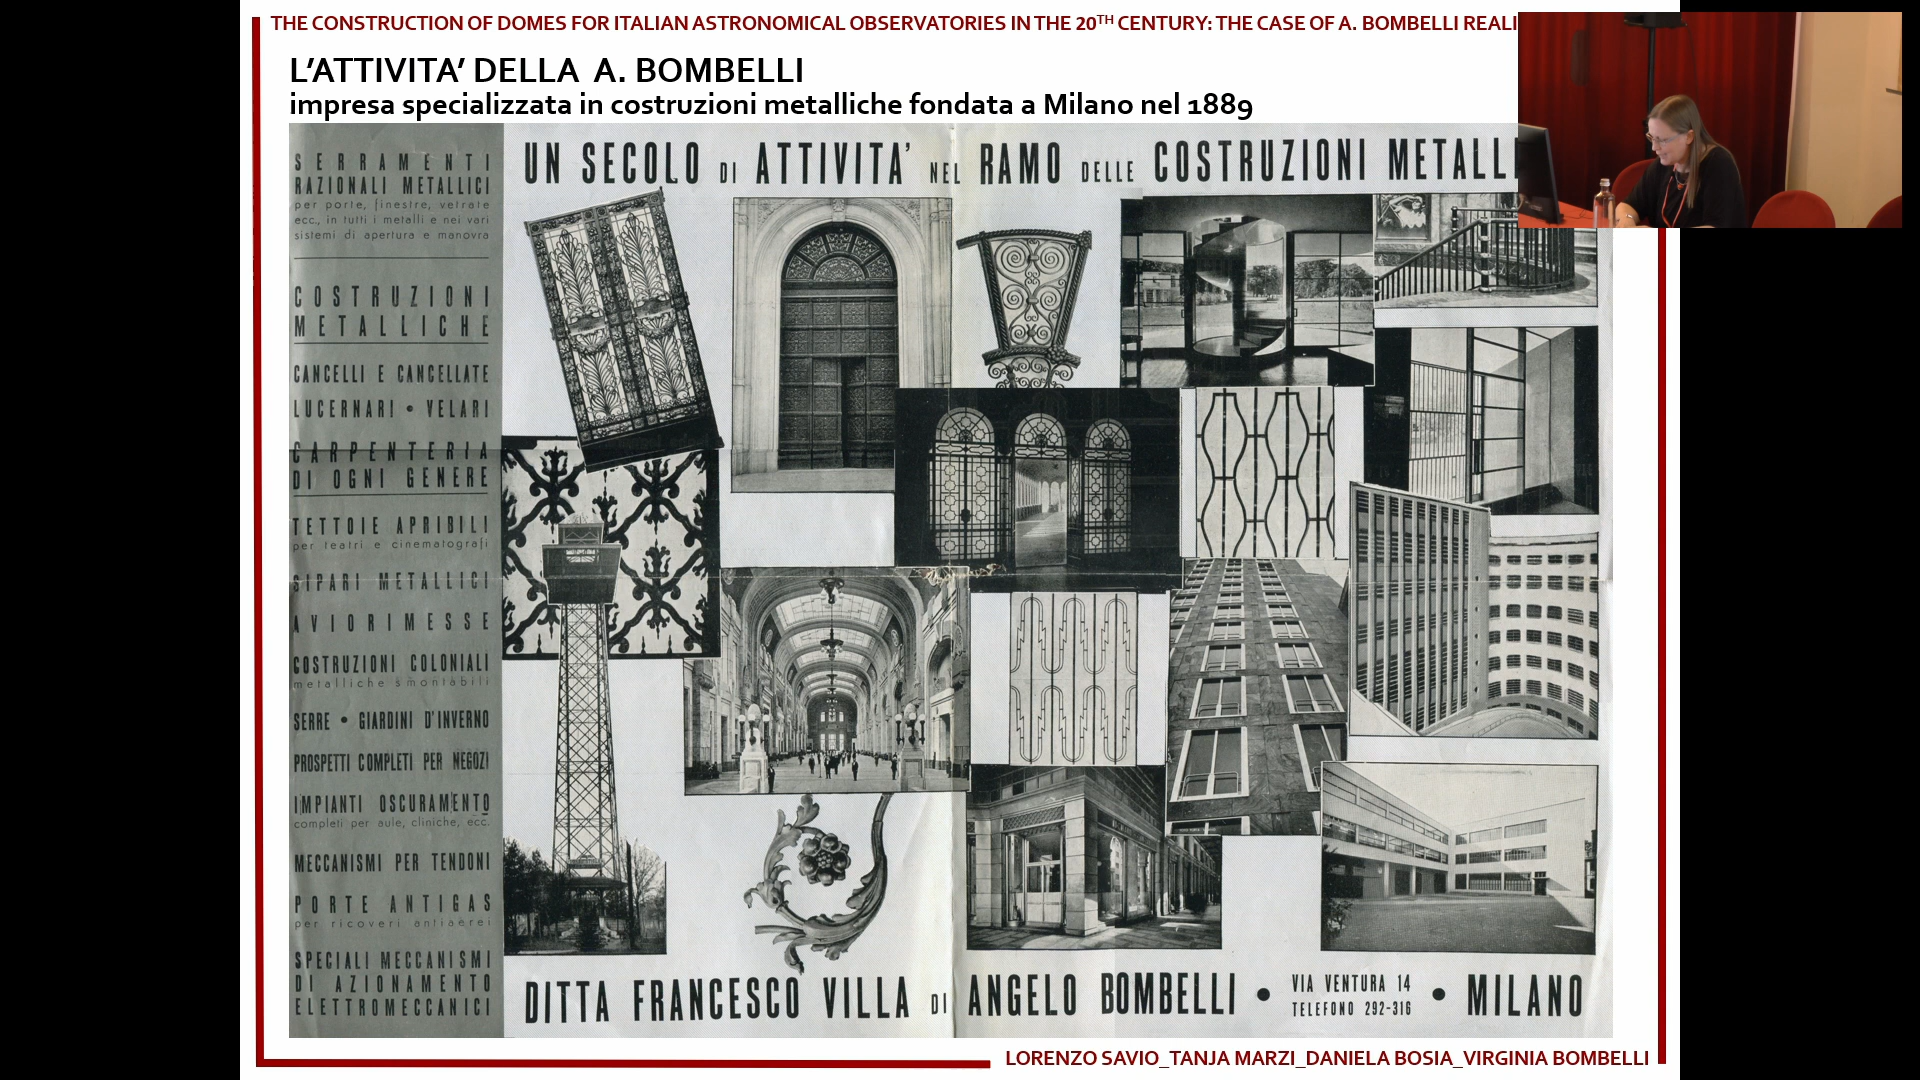 THE CONSTRUCTION OF DOMES FOR ITALIAN ASTRONOMICAL OBSERVATORIES IN THE 20TH CENTURY: THE CASE OF A. BOMBELLI REALI
L'ATTIVITA' DELLA A. BOMBELLI
impresa specializzata in costruzioni metalliche fondata a Milano nel 1889
UN SECOLO DI ATTIVITA' NEL RAMO DELLE COSTRUZIONI METALLI
SERRAMENTI
RAZIONALI METALLICI
per porte, finestre, vetrate
ecc., in tutti i metalli e nei vari
sistemi di apertura e manovra
COSTRUZIONI
METALLICHE
CANCELLI E CANCELLATE
LUCERNARI • VELARI
CARPENTERIA
DI OGNI GENERE
TETTOIE APRIBILI
per teatri e cinematografi
SIPARI METALLICI
AVIORIMESSE
COSTRUZIONI COLONIALI
metalliche smontabili
SERRE • GIARDINI D'INVERNO
PROSPETTI COMPLETI PER NEGOZI
IMPIANTI OSCURAMENTO
completi per aule, cliniche, ecc.
MECCANISMI PER TENDONI
PORTE ANTIGAS
per ricoveri antiaerei
SPECIALI MECCANISMI
DI AZIONAMENTO
ELETTROMECCANICI
DITTA FRANCESCO VILLA DI ANGELO BOMBELLI • VIA VENTURA 14 TELEFONO 292-316 • MILANO
LORENZO SAVIO_TANJA MARZI_DANIELA BOSIA_VIRGINIA BOMBELLI